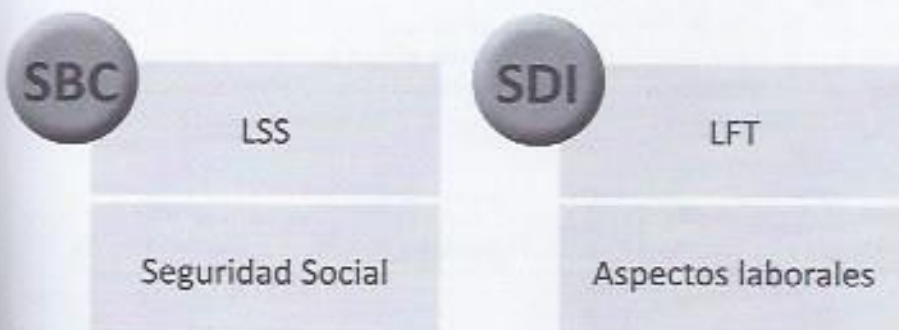 SBC
LSS
Seguridad Social
SDI
LFT
Aspectos laborales